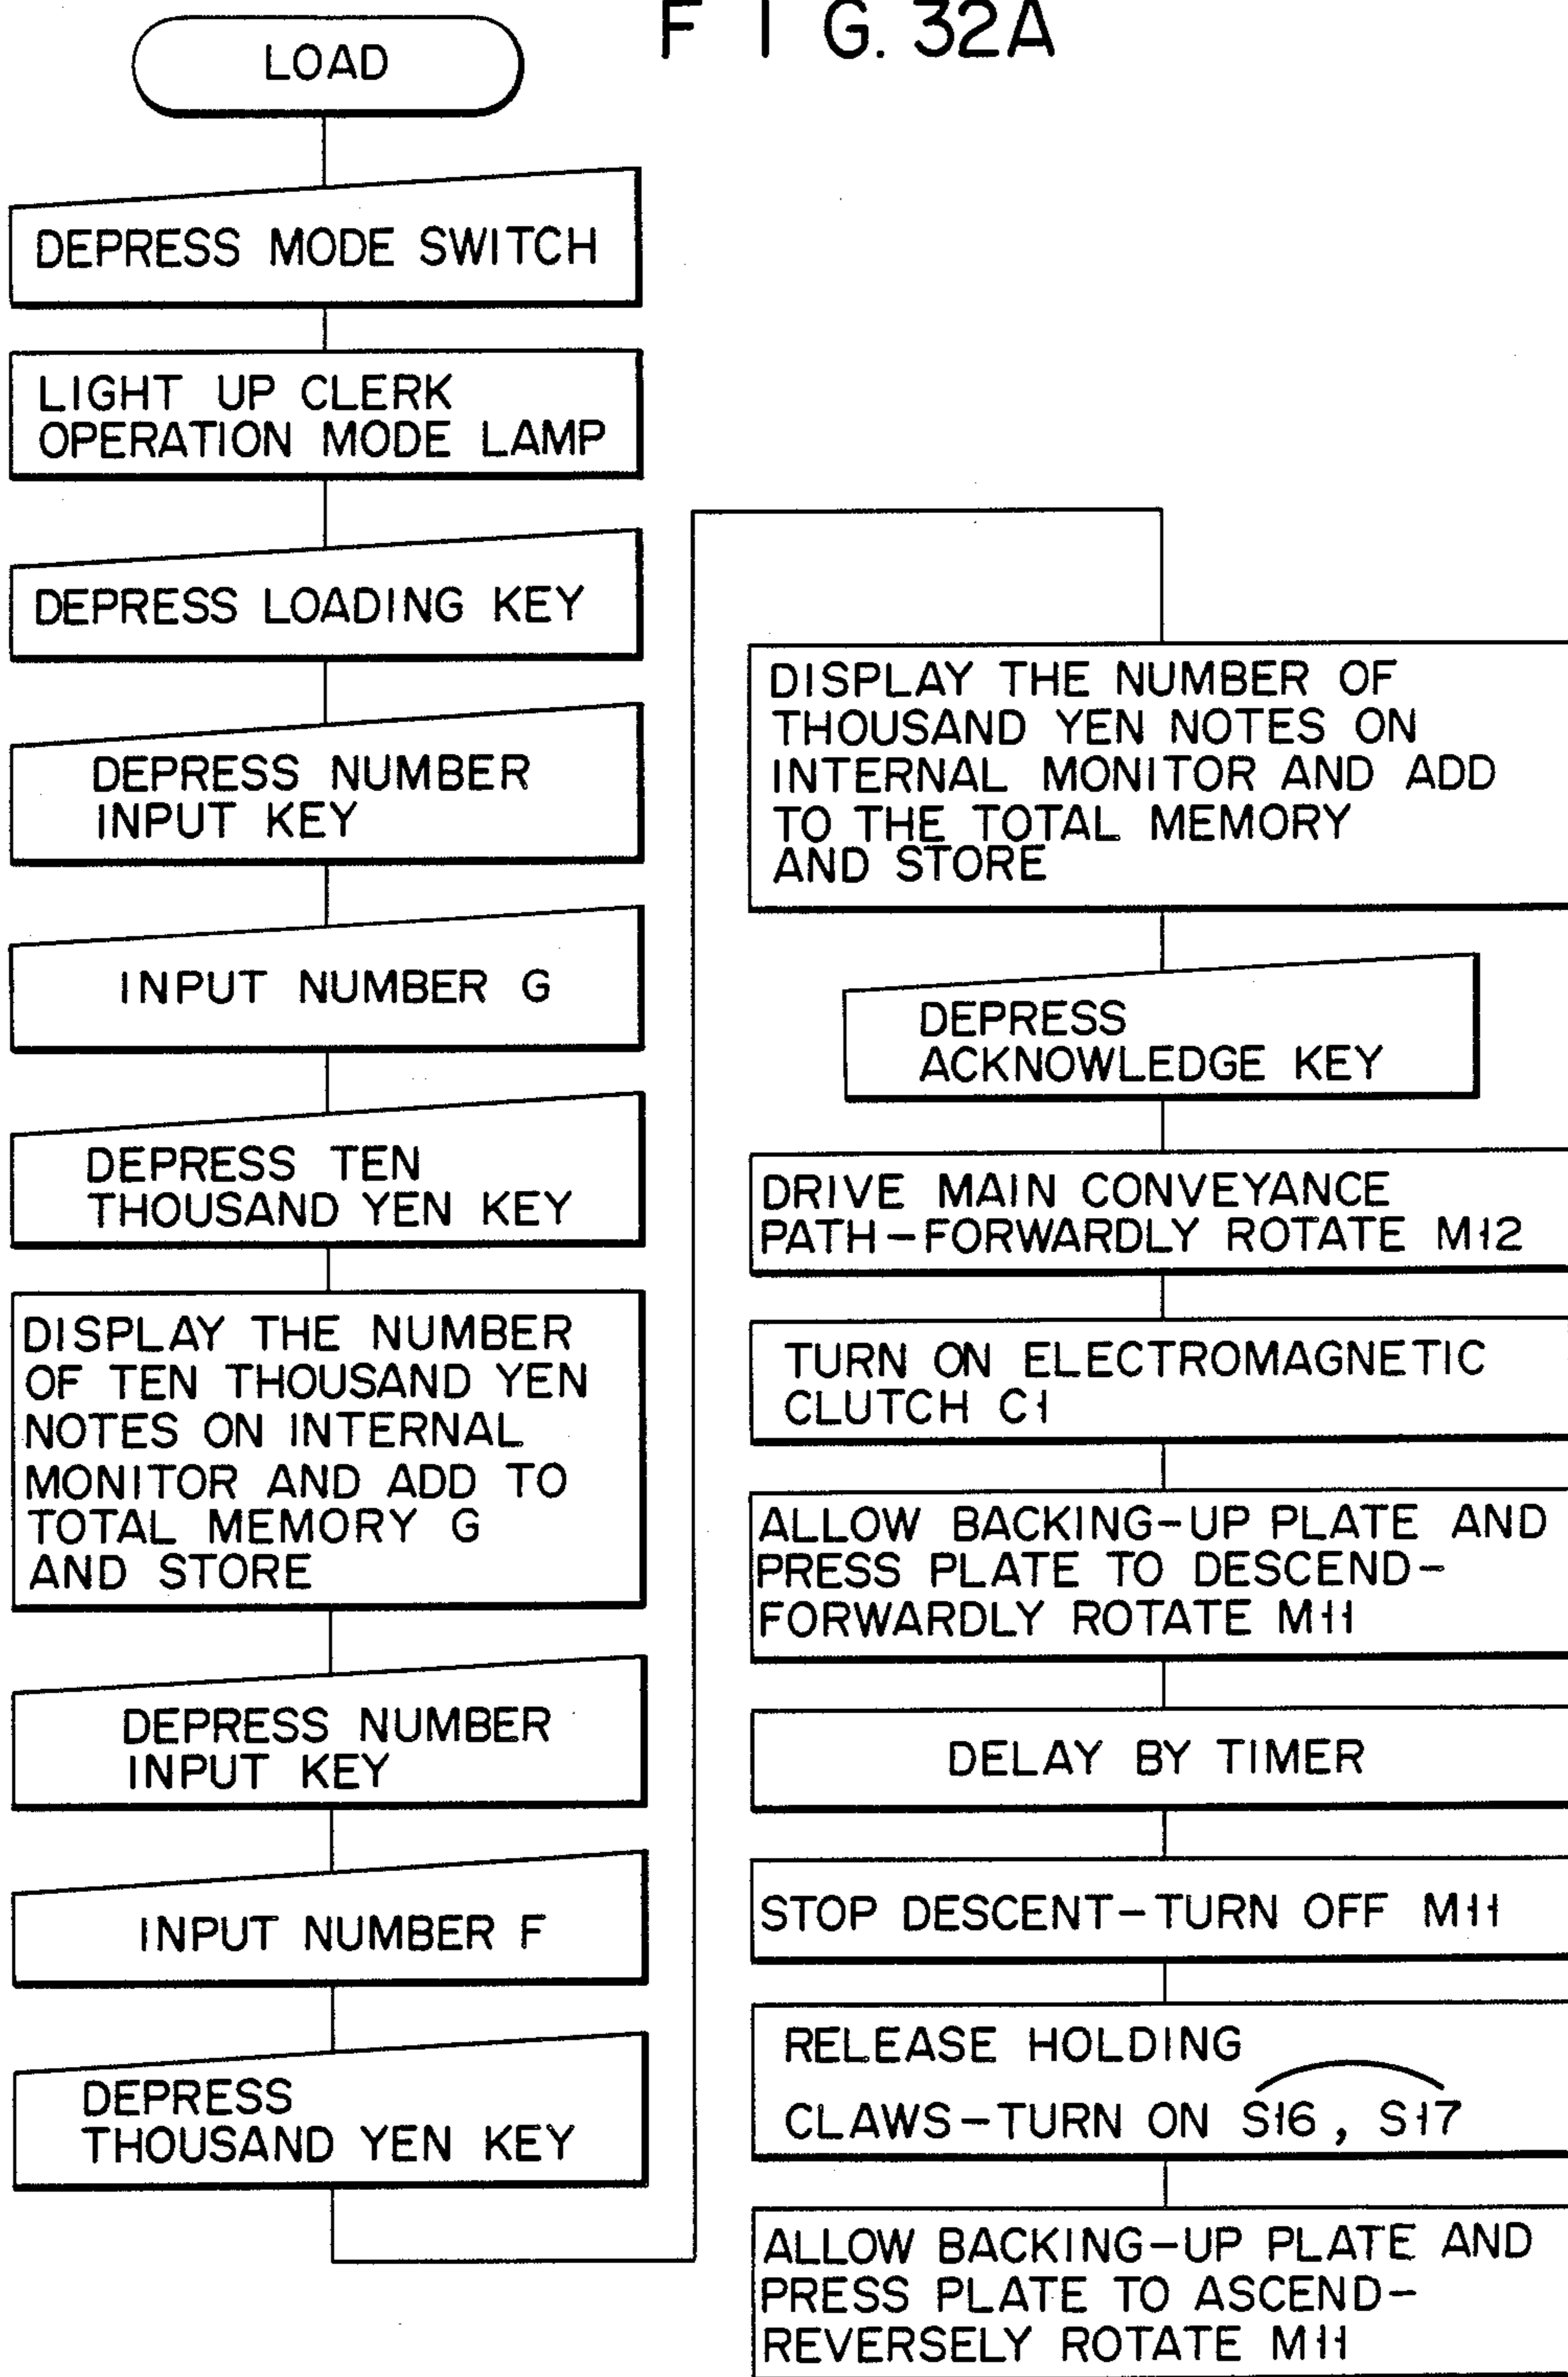 F I G. 32A
LOAD
DEPRESS MODE SWITCH
LIGHT UP CLERK
OPERATION MODE LAMP
DEPRESS LOADING KEY
DEPRESS NUMBER
INPUT KEY
INPUT NUMBER G
DEPRESS TEN
THOUSAND YEN KEY
DISPLAY THE NUMBER
OF TEN THOUSAND YEN
NOTES ON INTERNAL
MONITOR AND ADD TO
TOTAL MEMORY G
AND STORE
DEPRESS NUMBER
INPUT KEY
INPUT NUMBER F
DEPRESS
THOUSAND YEN KEY
DISPLAY THE NUMBER OF
THOUSAND YEN NOTES ON
INTERNAL MONITOR AND ADD
TO THE TOTAL MEMORY
AND STORE
DEPRESS
ACKNOWLEDGE KEY
DRIVE MAIN CONVEYANCE
PATH-FORWARDLY ROTATE M12
TURN ON ELECTROMAGNETIC
CLUTCH C1
ALLOW BACKING-UP PLATE AND
PRESS PLATE TO DESCEND-
FORWARDLY ROTATE M11
DELAY BY TIMER
STOP DESCENT-TURN OFF M11
RELEASE HOLDING
CLAWS-TURN ON S16, S17
ALLOW BACKING-UP PLATE AND
PRESS PLATE TO ASCEND-
REVERSELY ROTATE M11